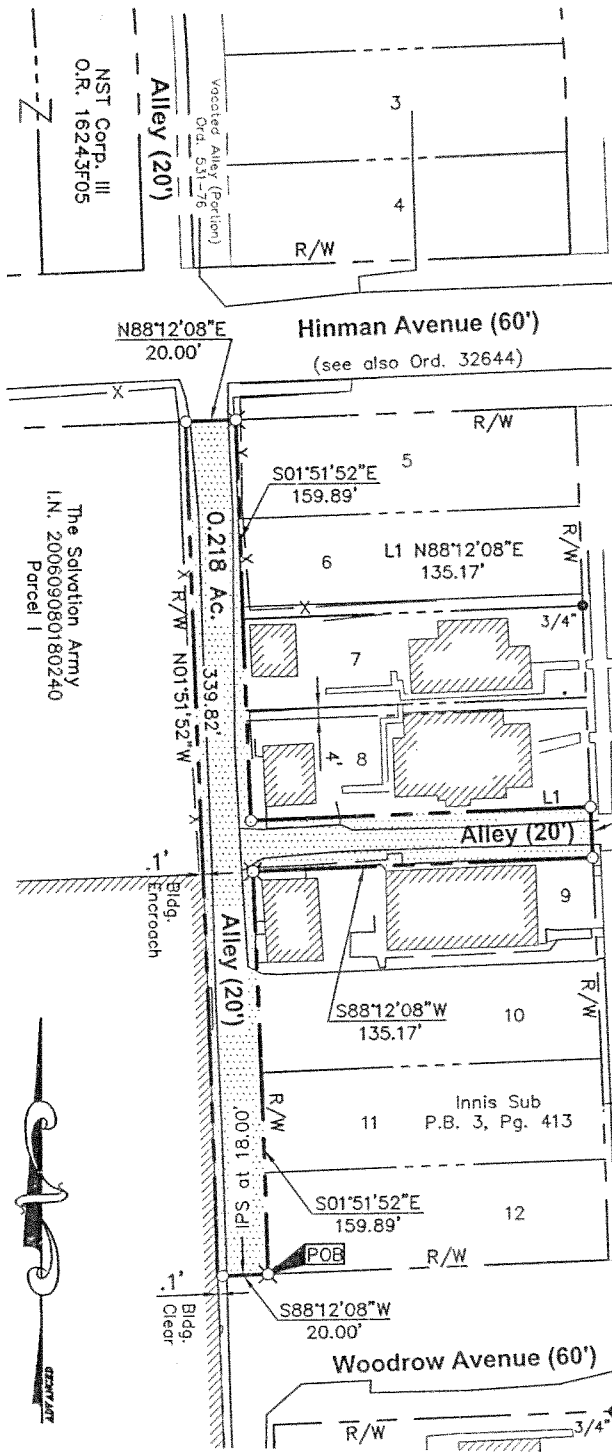 NST Corp. III
O.R. 16243F05
Alley (20')
Vacated Alley (Portion)
Ord. 531-76
3
4
R/W
N88°12'08"E
20.00'
Hinman Avenue (60')
(see also Ord. 32644)
R/W
X
5
S01°51'52"E
159.89'
X
X
6
L1 N88°12'08"E
135.17'
R/W
X
3/4"
The Salvation Army
I.N. 200609080180240
Parcel I
X
R/W
N01°51'52"W
0.218 Ac.
339.82'
7
4'
8
X
L1
Alley (20')
.1'
Bldg.
Encroach
9
Alley (20')
R/W
S88°12'08"W
135.17'
10
R/W
11
Innis Sub
P.B. 3, Pg. 413
IPS at 18.00'
S01°51'52"E
159.89'
12
POB
R/W
.1'
Bldg.
Clear
S88°12'08"W
20.00'
Woodrow Avenue (60')
R/W
3/4"
ADVANCED